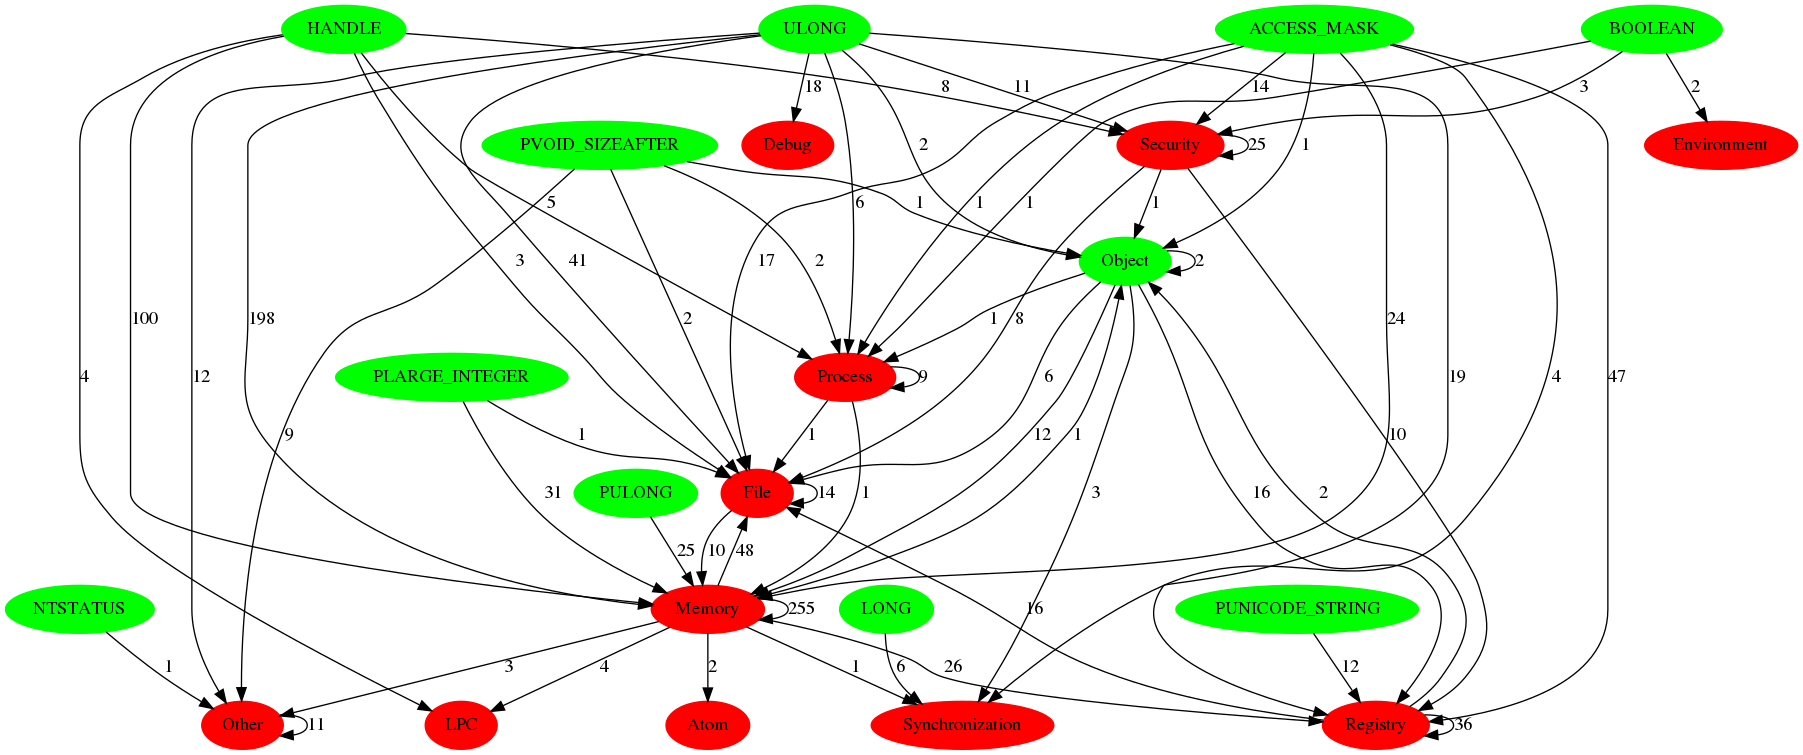 HANDLE ULONG ACCESS_MASK BOOLEAN
18 8 11 14 3 2
PVOID_SIZEAFTER Debug Security 25 Environment
5 1 6 2 1 1 1 1
3 41 2 17 Object 2
100 198 2 8 1 24
4 12 PLARGE_INTEGER Process 9 19 4 47
9 1 1 6 12 1 10
31 PULONG File 14 1 3 16 2
25 10 48
NTSTATUS Memory 255 LONG 16 PUNICODE_STRING
1 3 4 2 1 6 26 12
Other 11 LPC Atom Synchronization Registry 36